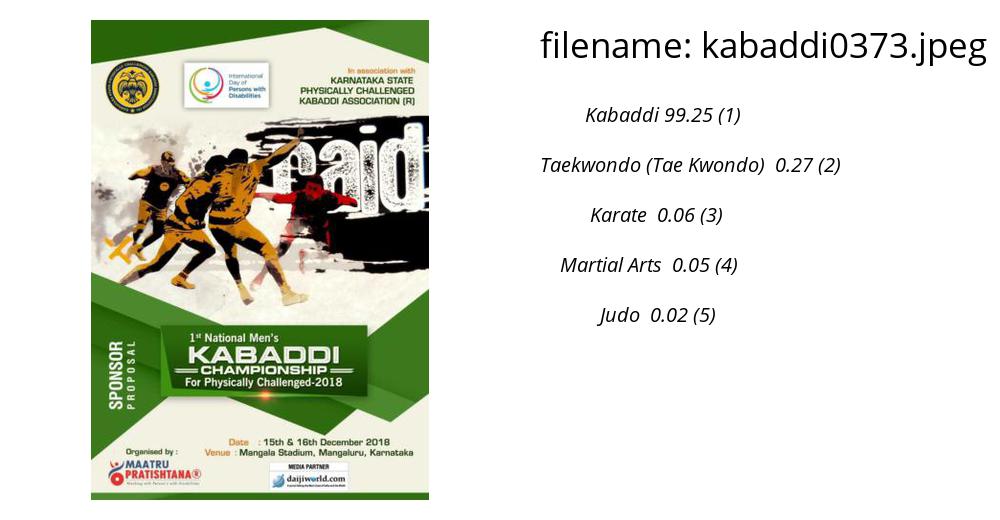 filename: kabaddi0373.jpeg
International
Day of
Persons with
Disabilities
In association with
KARNATAKA STATE
PHYSICALLY CHALLENGED
KABADDI ASSOCIATION (R)
raid
SPONSOR
PROPOSAL
1st National Men's
KABADDI
CHAMPIONSHIP
For Physically Challenged-2018
Date : 15th & 16th December 2018
Venue : Mangala Stadium, Mangaluru, Karnataka
Organised by :
MAATRU
PRATISHTANA®
MEDIA PARTNER
daijiworld.com
Kabaddi 99.25 (1)
Taekwondo (Tae Kwondo) 0.27 (2)
Karate 0.06 (3)
Martial Arts 0.05 (4)
Judo 0.02 (5)